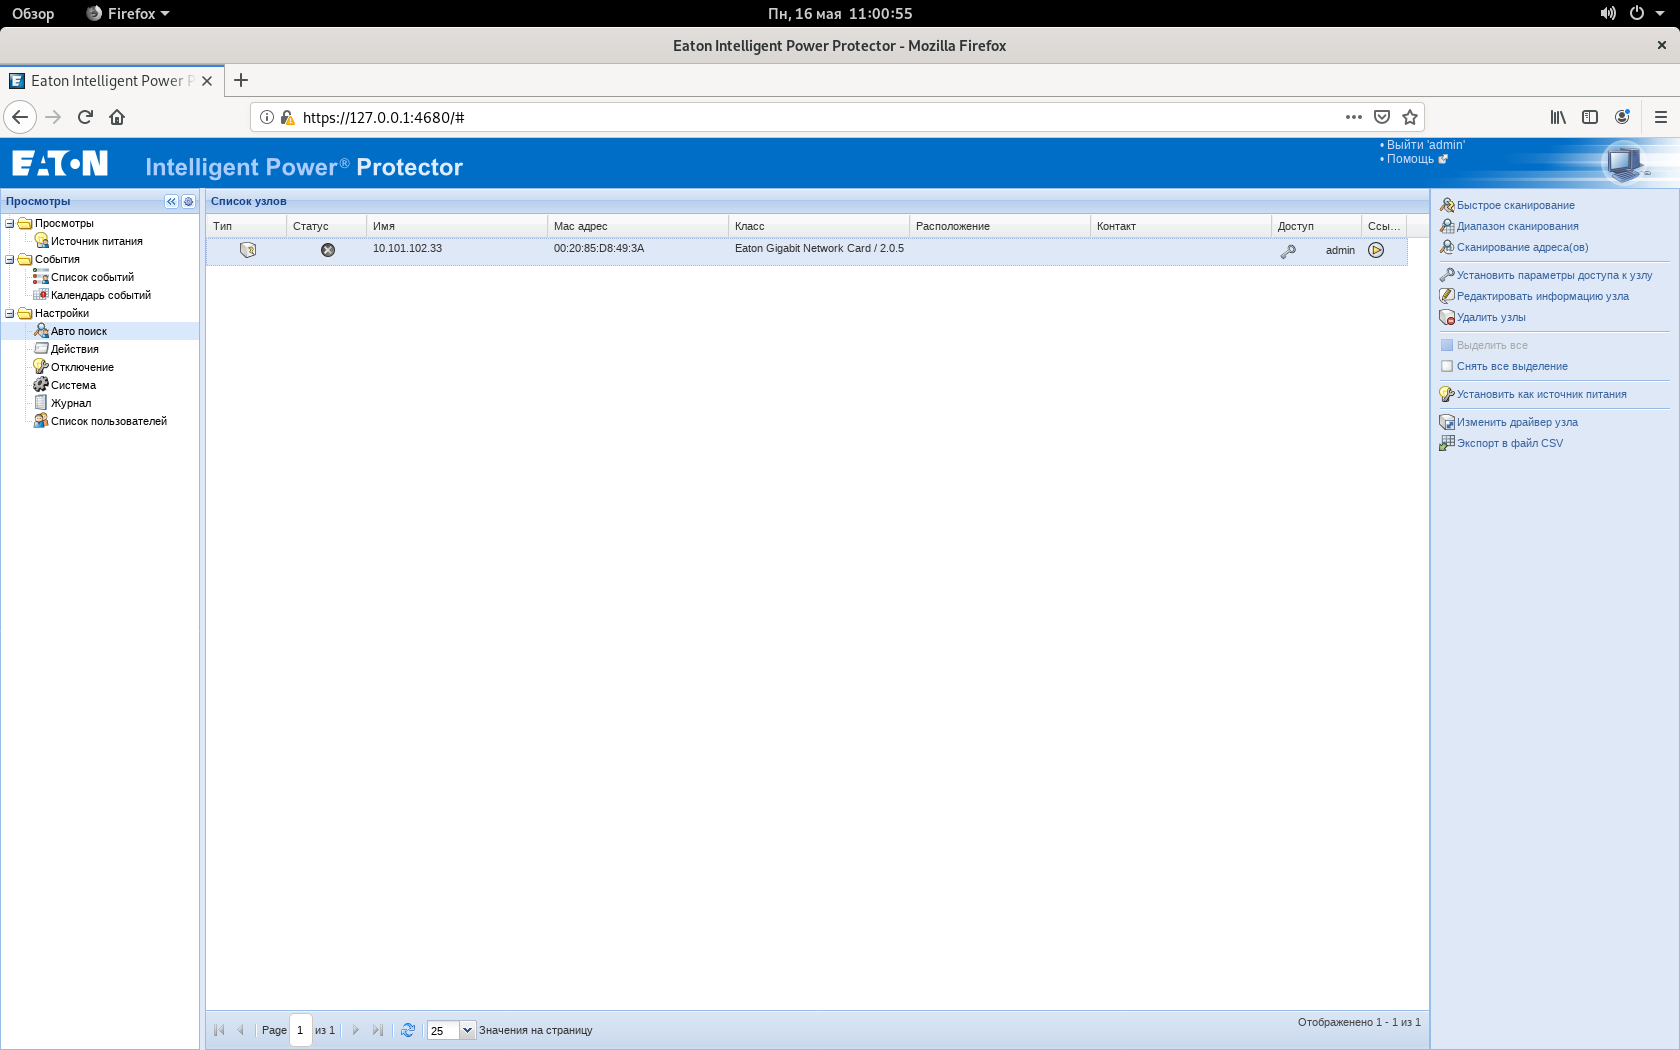 Обзор Firefox Пн, 16 мая 11:00:55
Eaton Intelligent Power Protector - Mozilla Firefox
Eaton Intelligent Power P
https://127.0.0.1:4680/#
EATON Intelligent Power® Protector
• Выйти 'admin'
• Помощь
Просмотры
Просмотры
Источник питания
События
Список событий
Календарь событий
Настройки
Авто поиск
Действия
Отключение
Система
Журнал
Список пользователей
Список узлов
Тип Статус Имя Мас адрес Класс Расположение Контакт Доступ Ссы...
10.101.102.33 00:20:85:D8:49:3A Eaton Gigabit Network Card / 2.0.5 admin
Page 1 из 1 25 Значения на страницу Отображено 1 - 1 из 1
Быстрое сканирование
Диапазон сканирования
Сканирование адреса(ов)
Установить параметры доступа к узлу
Редактировать информацию узла
Удалить узлы
Выделить все
Снять все выделение
Установить как источник питания
Изменить драйвер узла
Экспорт в файл CSV